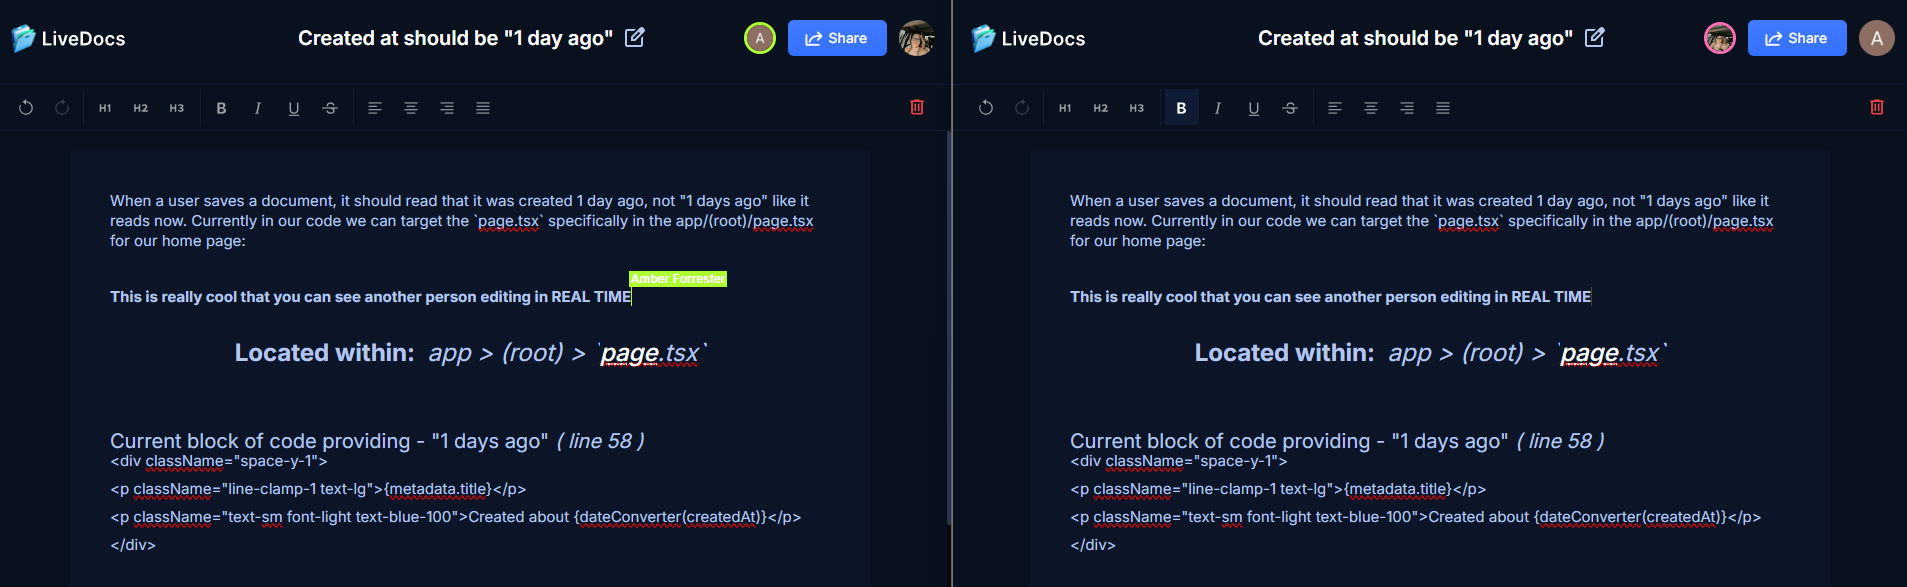 LiveDocs
Created at should be "1 day ago"
A
Share
H1 H2 H3 B I U S
When a user saves a document, it should read that it was created 1 day ago, not "1 days ago" like it
reads now. Currently in our code we can target the `page.tsx` specifically in the app/(root)/page.tsx
for our home page:
Amber Forrester
This is really cool that you can see another person editing in REAL TIME
Located within: app > (root) > `page.tsx`
Current block of code providing - "1 days ago" ( line 58 )
<div className="space-y-1">
<p className="line-clamp-1 text-lg">{metadata.title}</p>
<p className="text-sm font-light text-blue-100">Created about {dateConverter(createdAt)}</p>
</div>
LiveDocs
Created at should be "1 day ago"
Share
A
H1 H2 H3 B I U S
When a user saves a document, it should read that it was created 1 day ago, not "1 days ago" like it
reads now. Currently in our code we can target the `page.tsx` specifically in the app/(root)/page.tsx
for our home page:
This is really cool that you can see another person editing in REAL TIME
Located within: app > (root) > `page.tsx`
Current block of code providing - "1 days ago" ( line 58 )
<div className="space-y-1">
<p className="line-clamp-1 text-lg">{metadata.title}</p>
<p className="text-sm font-light text-blue-100">Created about {dateConverter(createdAt)}</p>
</div>